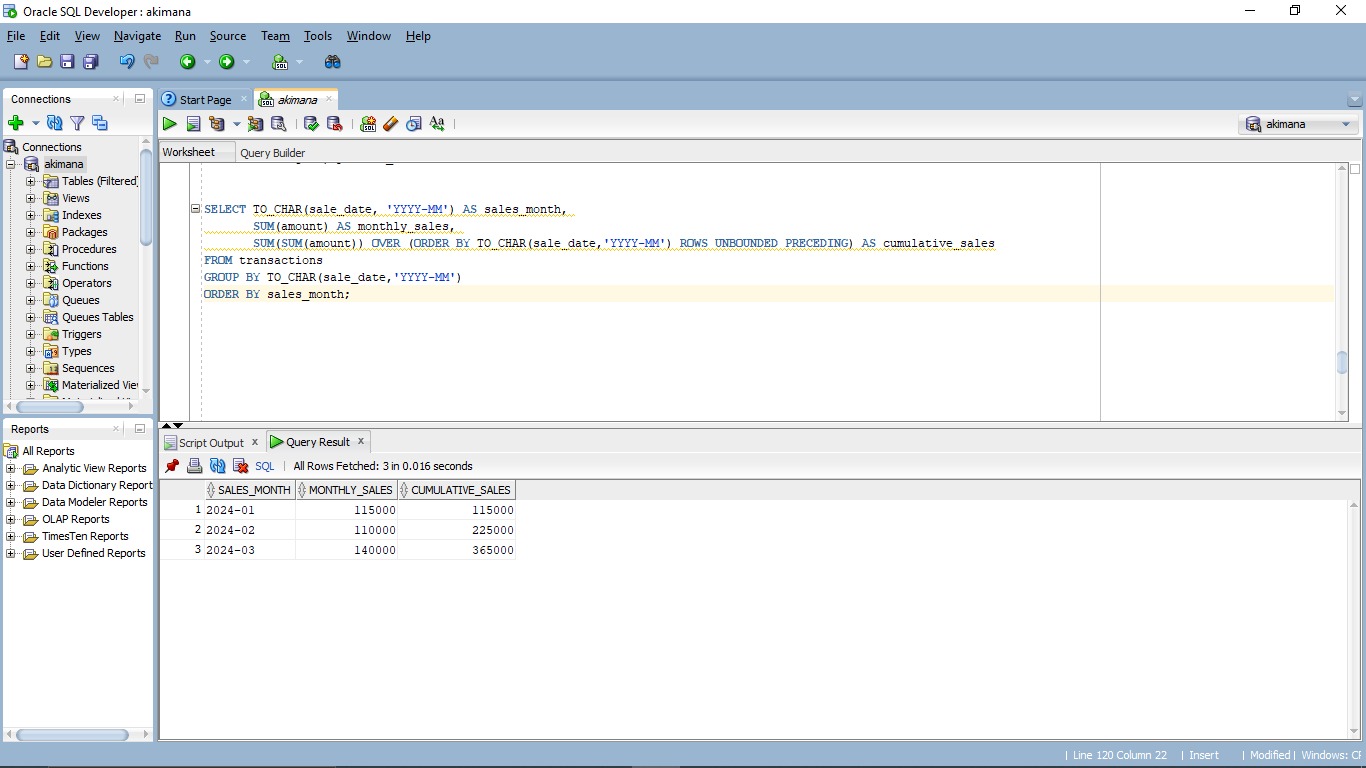 Oracle SQL Developer : akimana
File Edit View Navigate Run Source Team Tools Window Help
Connections
Connections
akimana
Tables (Filtered)
Views
Indexes
Packages
Procedures
Functions
Operators
Queues
Queues Tables
Triggers
Types
Sequences
Materialized Vie
Reports
All Reports
Analytic View Reports
Data Dictionary Report
Data Modeler Reports
OLAP Reports
TimesTen Reports
User Defined Reports
Start Page akimana
akimana
Worksheet Query Builder
SELECT TO_CHAR(sale_date, 'YYYY-MM') AS sales_month,
SUM(amount) AS monthly_sales,
SUM(SUM(amount)) OVER (ORDER BY TO_CHAR(sale_date,'YYYY-MM') ROWS UNBOUNDED PRECEDING) AS cumulative_sales
FROM transactions
GROUP BY TO_CHAR(sale_date,'YYYY-MM')
ORDER BY sales_month;
Script Output x Query Result x
SQL | All Rows Fetched: 3 in 0.016 seconds
SALES_MONTH MONTHLY_SALES CUMULATIVE_SALES
1 2024-01 115000 115000
2 2024-02 110000 225000
3 2024-03 140000 365000
| Line 120 Column 22 | Insert | Modified | Windows: CR